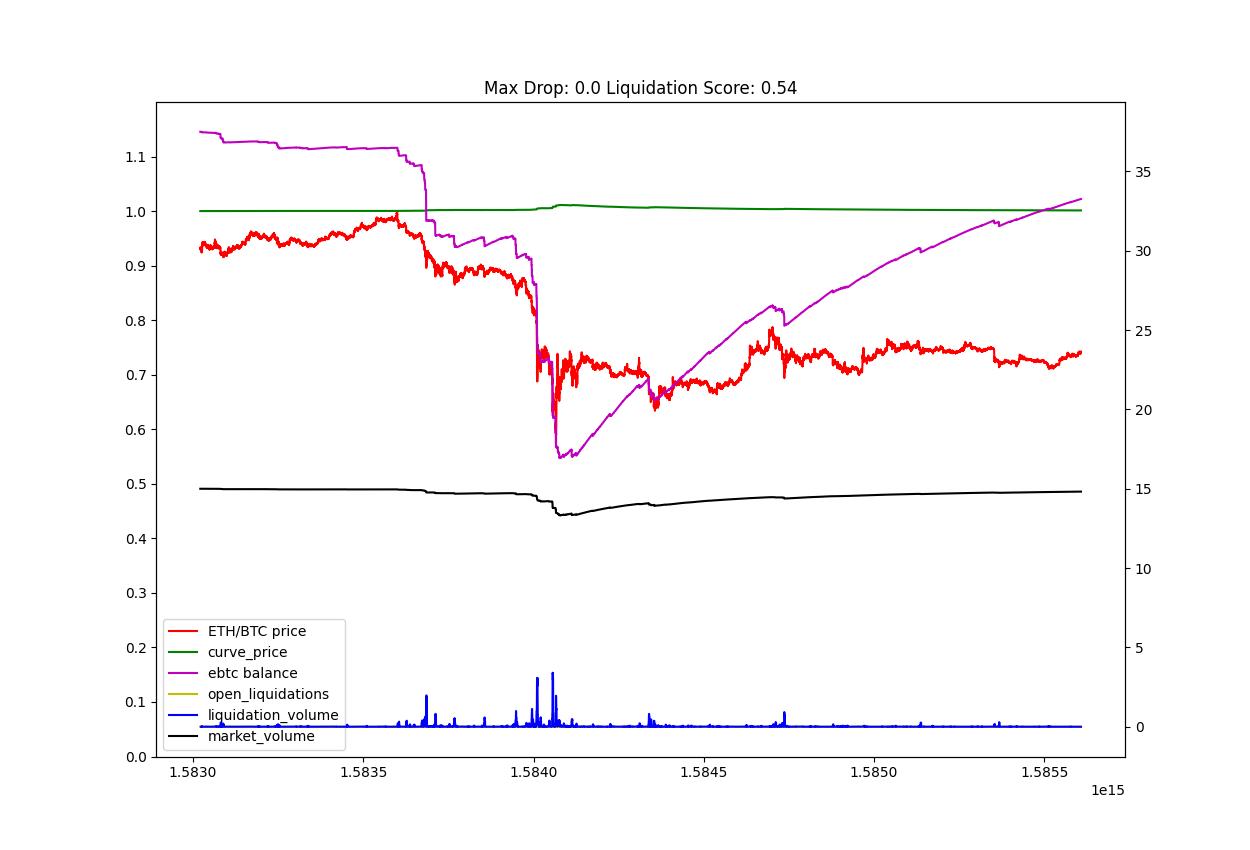 Max Drop: 0.0 Liquidation Score: 0.54
1.1
1.0
0.9
0.8
0.7
0.6
0.5
0.4
0.3
0.2
0.1
0.0
35
30
25
20
15
10
5
0
ETH/BTC price
curve_price
ebtc balance
open_liquidations
liquidation_volume
market_volume
1.5830 1.5835 1.5840 1.5845 1.5850 1.5855
1e15